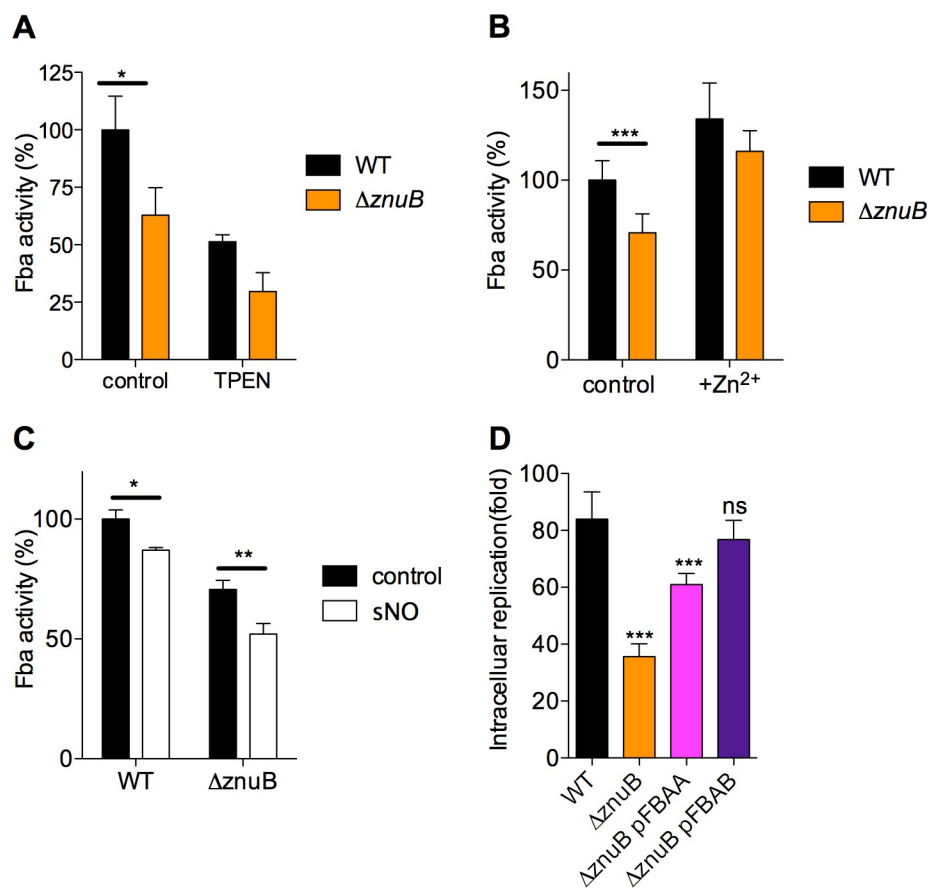 A
Fba activity (%)
125
100
75
50
25
0
*
control
TPEN
WT
ΔznuB
B
Fba activity (%)
150
100
50
0
***
control
+Zn²⁺
WT
ΔznuB
C
Fba activity (%)
100
50
0
*
**
WT
ΔznuB
control
sNO
D
Intracelluar replication(fold)
100
80
60
40
20
0
***
***
ns
WT
ΔznuB
ΔznuB pFBAA
ΔznuB pFBAB